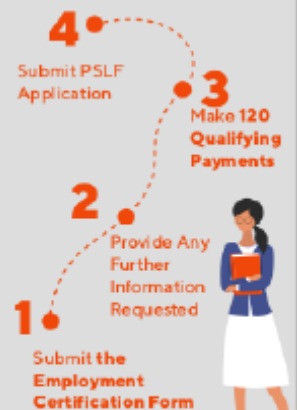 4
Submit PSLF
Application
3
Make 120
Qualifying
Payments
2
Provide Any
Further
Information
Requested
1
Submit the
Employment
Certification Form